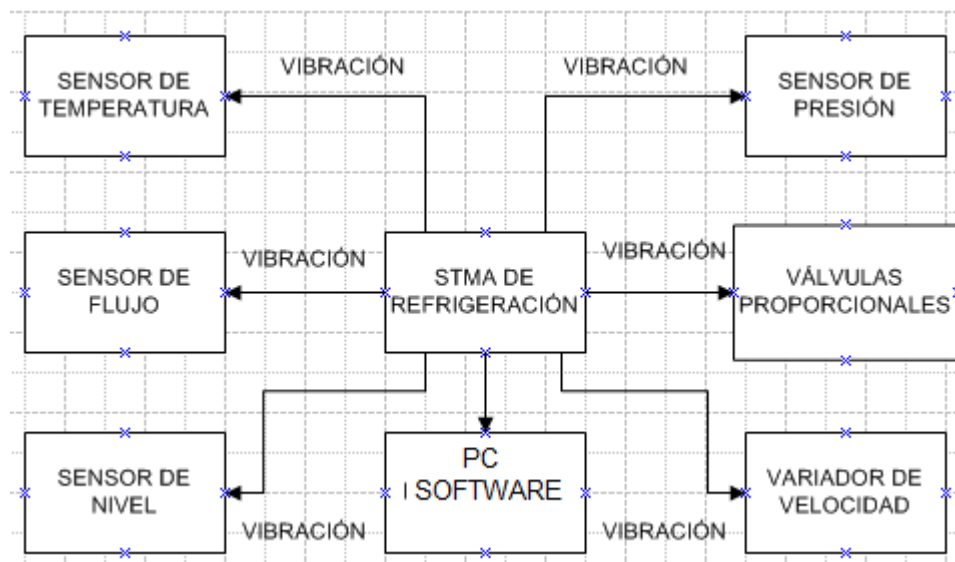 VIBRACIÓN
VIBRACIÓN
SENSOR DE
TEMPERATURA
SENSOR DE
PRESIÓN
VIBRACIÓN
VIBRACIÓN
SENSOR DE
FLUJO
STMA DE
REFRIGERACIÓN
VÁLVULAS
PROPORCIONALES
SENSOR DE
NIVEL
PC
SOFTWARE
VARIADOR DE
VELOCIDAD
VIBRACIÓN
VIBRACIÓN